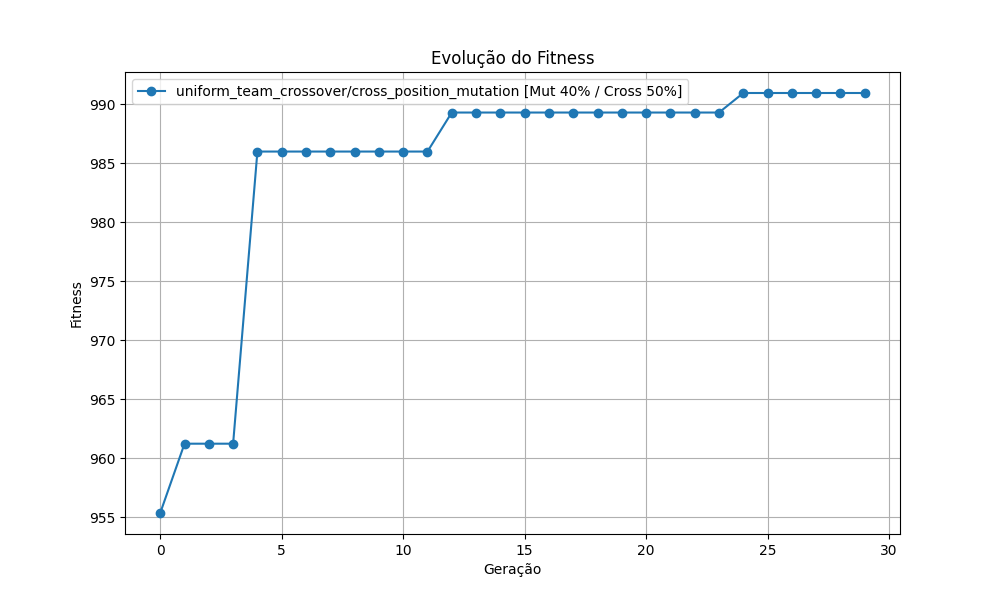 Evolução do Fitness
uniform_team_crossover/cross_position_mutation [Mut 40% / Cross 50%]
Fitness
990
985
980
975
970
965
960
955
0 5 10 15 20 25 30
Geração